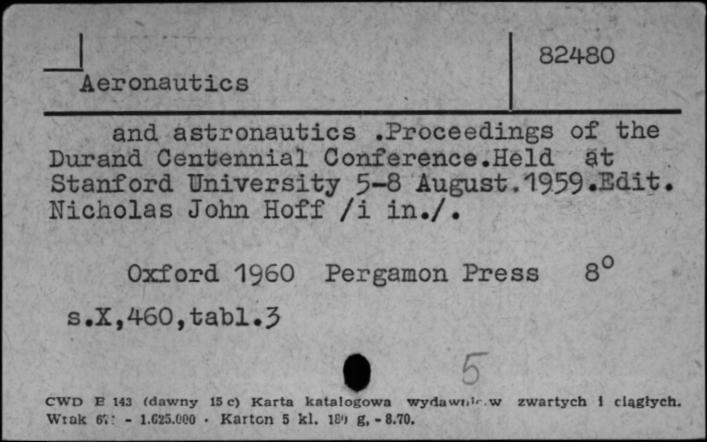 82480
Aeronautics
and astronautics .Proceedings of the
Durand Centennial Conference.Held at
Stanford University 5-8 August.1959.Edit.
Nicholas John Hoff /i in./.
Oxford 1960 Pergamon Press 8°
s.X,460,tabl.3
5
CWD E 143 (dawny 15 c) Karta katalogowa wydawnic.w zwartych i ciągłych.
Wzak - 1.625.000 · Karton 5 kl. g, - 8.70.